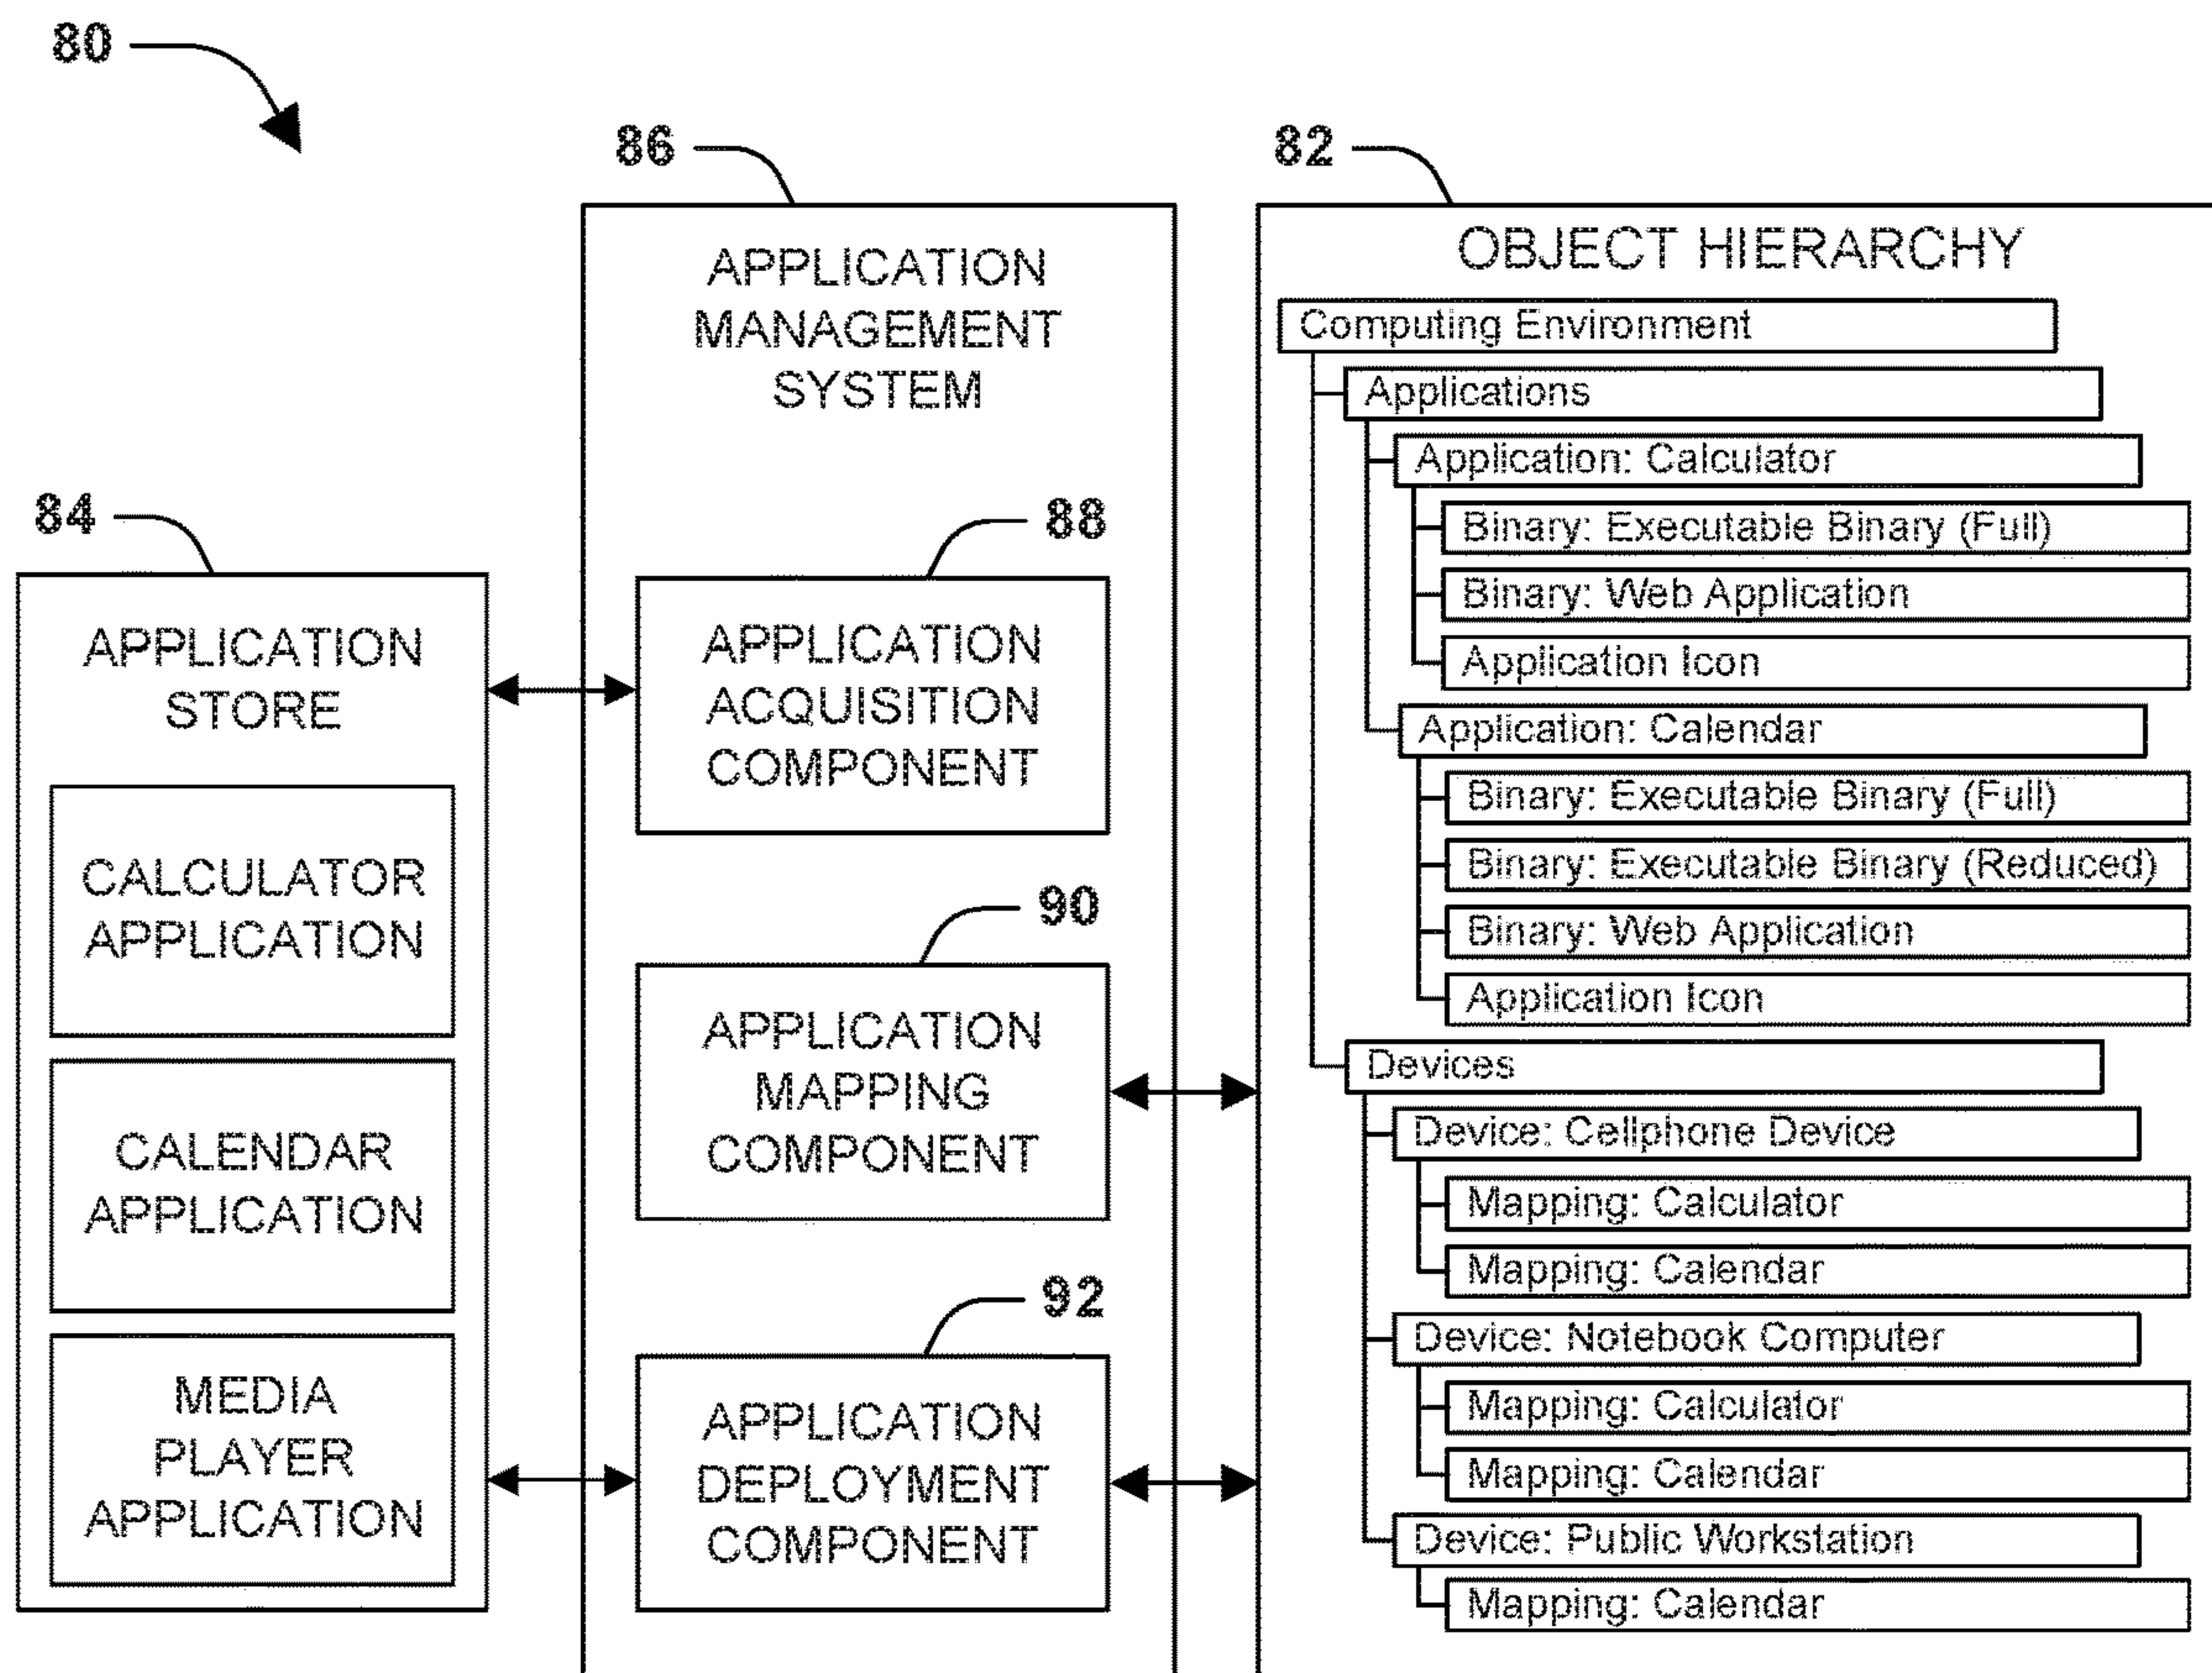 80
86
82
84
APPLICATION
STORE
CALCULATOR
APPLICATION
CALENDAR
APPLICATION
MEDIA
PLAYER
APPLICATION
APPLICATION
MANAGEMENT
SYSTEM
88
APPLICATION
ACQUISITION
COMPONENT
90
APPLICATION
MAPPING
COMPONENT
92
APPLICATION
DEPLOYMENT
COMPONENT
OBJECT HIERARCHY
Computing Environment
Applications
Application: Calculator
Binary: Executable Binary (Full)
Binary: Web Application
Application Icon
Application: Calendar
Binary: Executable Binary (Full)
Binary: Executable Binary (Reduced)
Binary: Web Application
Application Icon
Devices
Device: Cellphone Device
Mapping: Calculator
Mapping: Calendar
Device: Notebook Computer
Mapping: Calculator
Mapping: Calendar
Device: Public Workstation
Mapping: Calendar